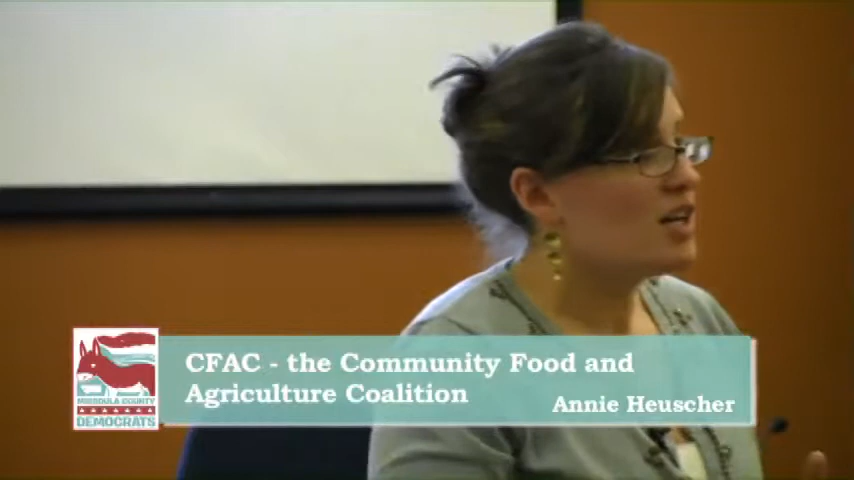 CFAC - the Community Food and
Agriculture Coalition
Annie Heuscher
MISSOULA COUNTY
DEMOCRATS